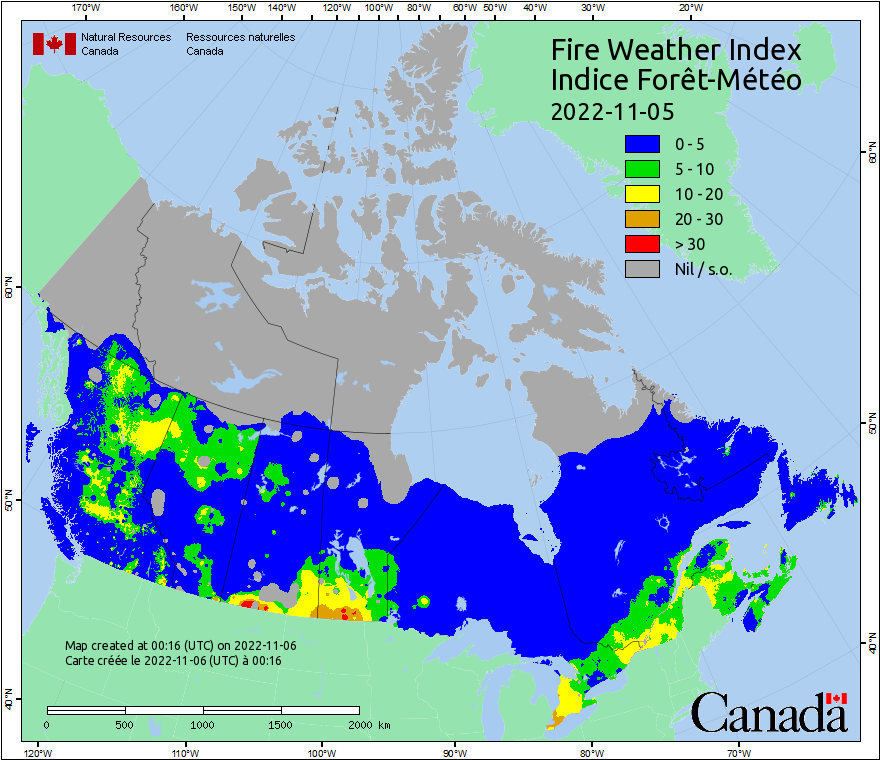 170°W 160°W 150°W 140°W 130°W 120°W 110°W 100°W 90°W 80°W 60°W 50°W 40°W 30°W 20°W
Natural Resources Canada
Ressources naturelles Canada
Fire Weather Index
Indice Forêt-Météo
2022-11-05
0 - 5
5 - 10
10 - 20
20 - 30
> 30
Nil / s.o.
60°N
50°N
40°N
60°N
50°N
40°N
Map created at 00:16 (UTC) on 2022-11-06
Carte créée le 2022-11-06 (UTC) à 00:16
0 500 1000 1500 2000 km
Canada
120°W 110°W 100°W 90°W 80°W 70°W